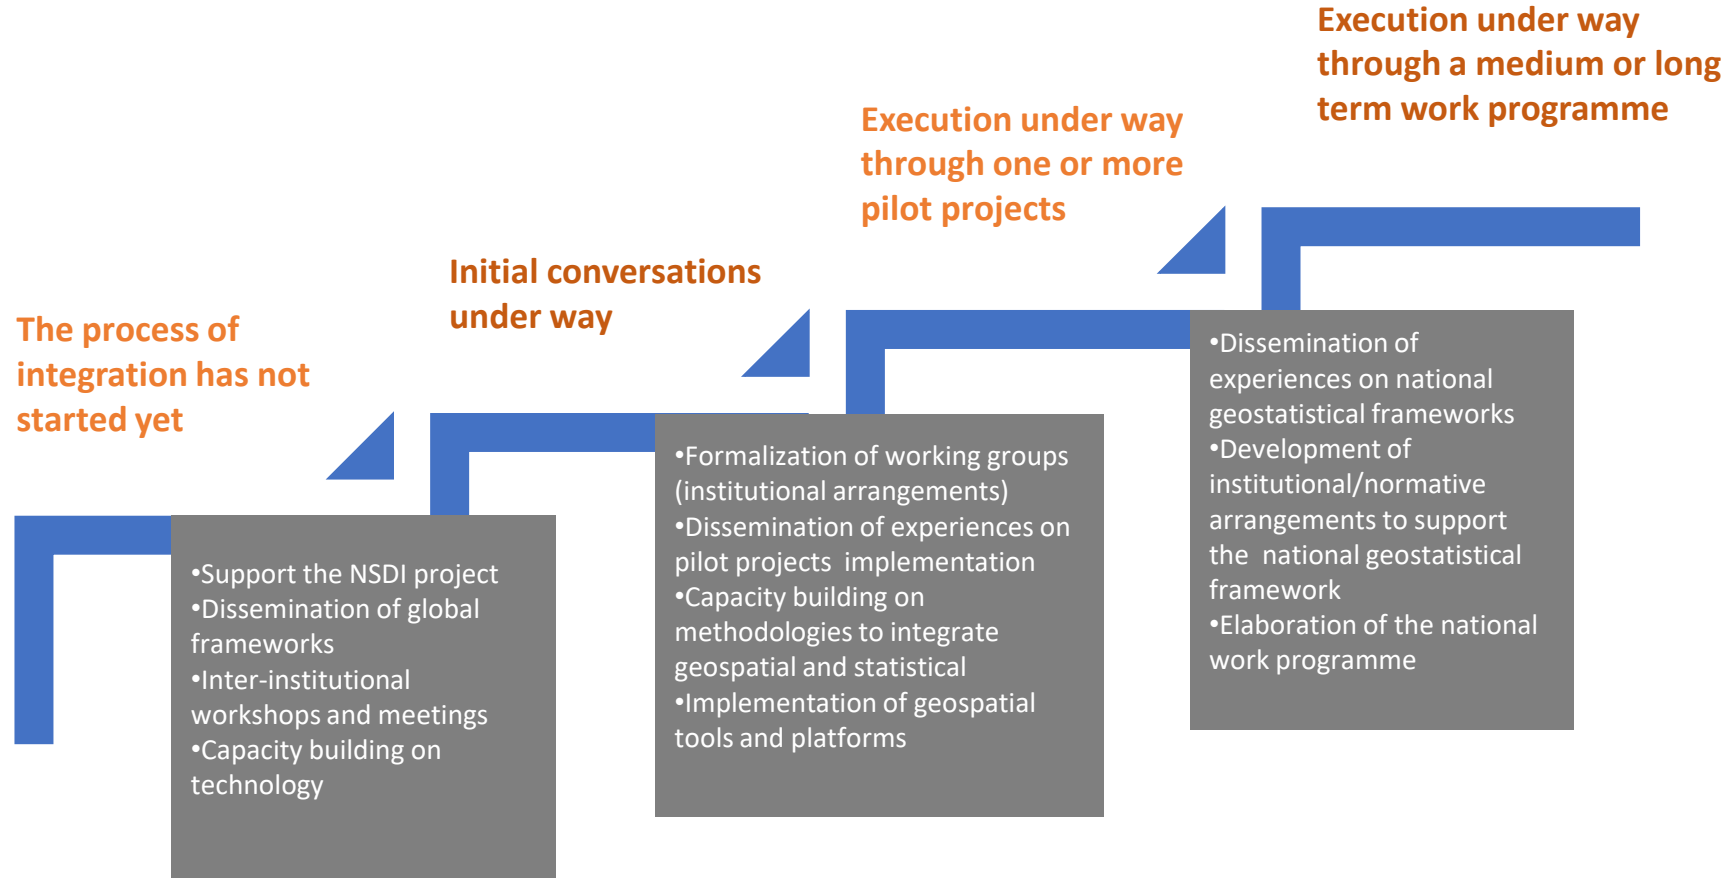 The process of
integration has not
started yet
•Support the NSDI project
•Dissemination of global
frameworks
•Inter-institutional
workshops and meetings
•Capacity building on
technology
Initial conversations
under way
•Formalization of working groups
(institutional arrangements)
•Dissemination of experiences on
pilot projects  implementation
•Capacity building on
methodologies to integrate
geospatial and statistical
•Implementation of geospatial
tools and platforms
Execution under way
through one or more
pilot projects
•Dissemination of
experiences on national
geostatistical frameworks
•Development of
institutional/normative
arrangements to support
the  national geostatistical
framework
•Elaboration of the national
work programme
Execution under way
through a medium or long
term work programme